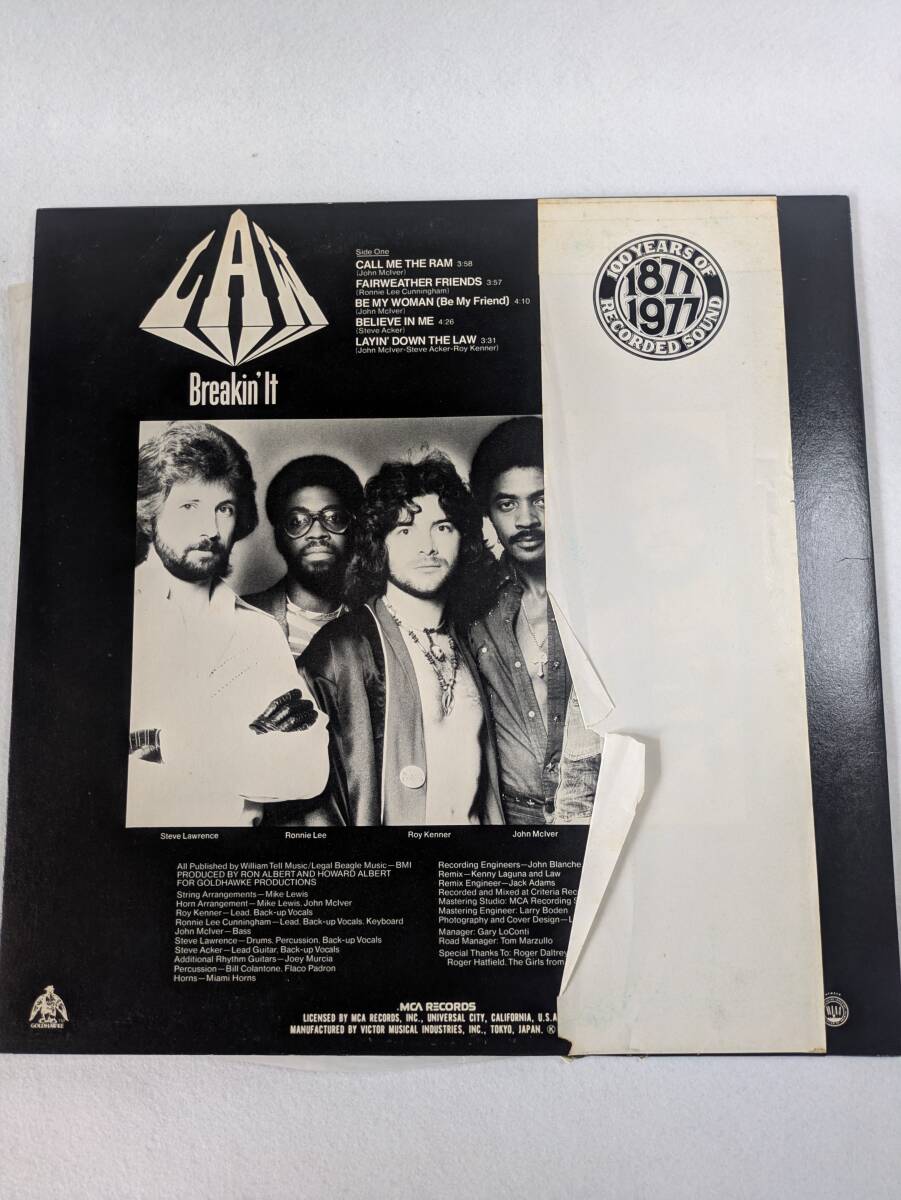 LAW
Breakin' It
Side One
CALL ME THE RAM 3:58
(John McIver)
FAIRWEATHER FRIENDS 3:57
(Ronnie Lee Cunningham)
BE MY WOMAN (Be My Friend) 4:10
(John McIver)
BELIEVE IN ME 4:26
(Steve Acker)
LAYIN' DOWN THE LAW 3:31
(John McIver-Steve Acker-Roy Kenner)
100 YEARS OF
1877
1977
RECORDED SOUND
Steve Lawrence
Ronnie Lee
Roy Kenner
John McIver
All Published by William Tell Music/Legal Beagle Music—BMI
PRODUCED BY RON ALBERT AND HOWARD ALBERT
FOR GOLDHAWKE PRODUCTIONS
String Arrangements—Mike Lewis
Horn Arrangement—Mike Lewis, John McIver
Roy Kenner—Lead, Back-up Vocals
Ronnie Lee Cunningham—Lead, Back-up Vocals, Keyboard
John McIver—Bass
Steve Lawrence—Drums, Percussion, Back-up Vocals
Steve Acker—Lead Guitar, Back-up Vocals
Additional Rhythm Guitars—Joey Murcia
Percussion—Bill Colantone, Flaco Padron
Horns—Miami Horns
Recording Engineers—John Blanche
Remix—Kenny Laguna and Law
Remix Engineer—Jack Adams
Recorded and Mixed at Criteria Rec
Mastering Studio: MCA Recording S
Mastering Engineer: Larry Boden
Photography and Cover Design—L
Manager: Gary LoConti
Road Manager: Tom Marzullo
Special Thanks To: Roger Daltrey
Roger Hatfield, The Girls from
GOLDHAWKE
MCA RECORDS
LICENSED BY MCA RECORDS, INC., UNIVERSAL CITY, CALIFORNIA, U.S.A
MANUFACTURED BY VICTOR MUSICAL INDUSTRIES, INC., TOKYO, JAPAN. Ⓚ